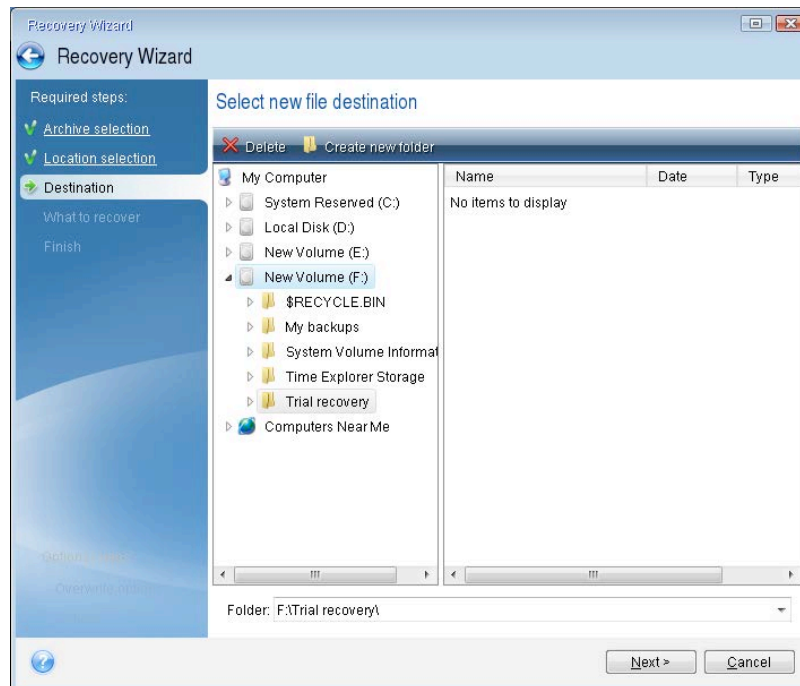 Recovery Wizard
Recovery Wizard
Required steps:
Archive selection
Location selection
Destination
What to recover
Finish
Select new file destination
Delete Create new folder
My Computer
System Reserved (C:)
Local Disk (D:)
New Volume (E:)
New Volume (F:)
$RECYCLE.BIN
My backups
System Volume Informat
Time Explorer Storage
Trial recovery
Computers Near Me
Name Date Type
No items to display
Folder: F:\Trial recovery\
Next > Cancel